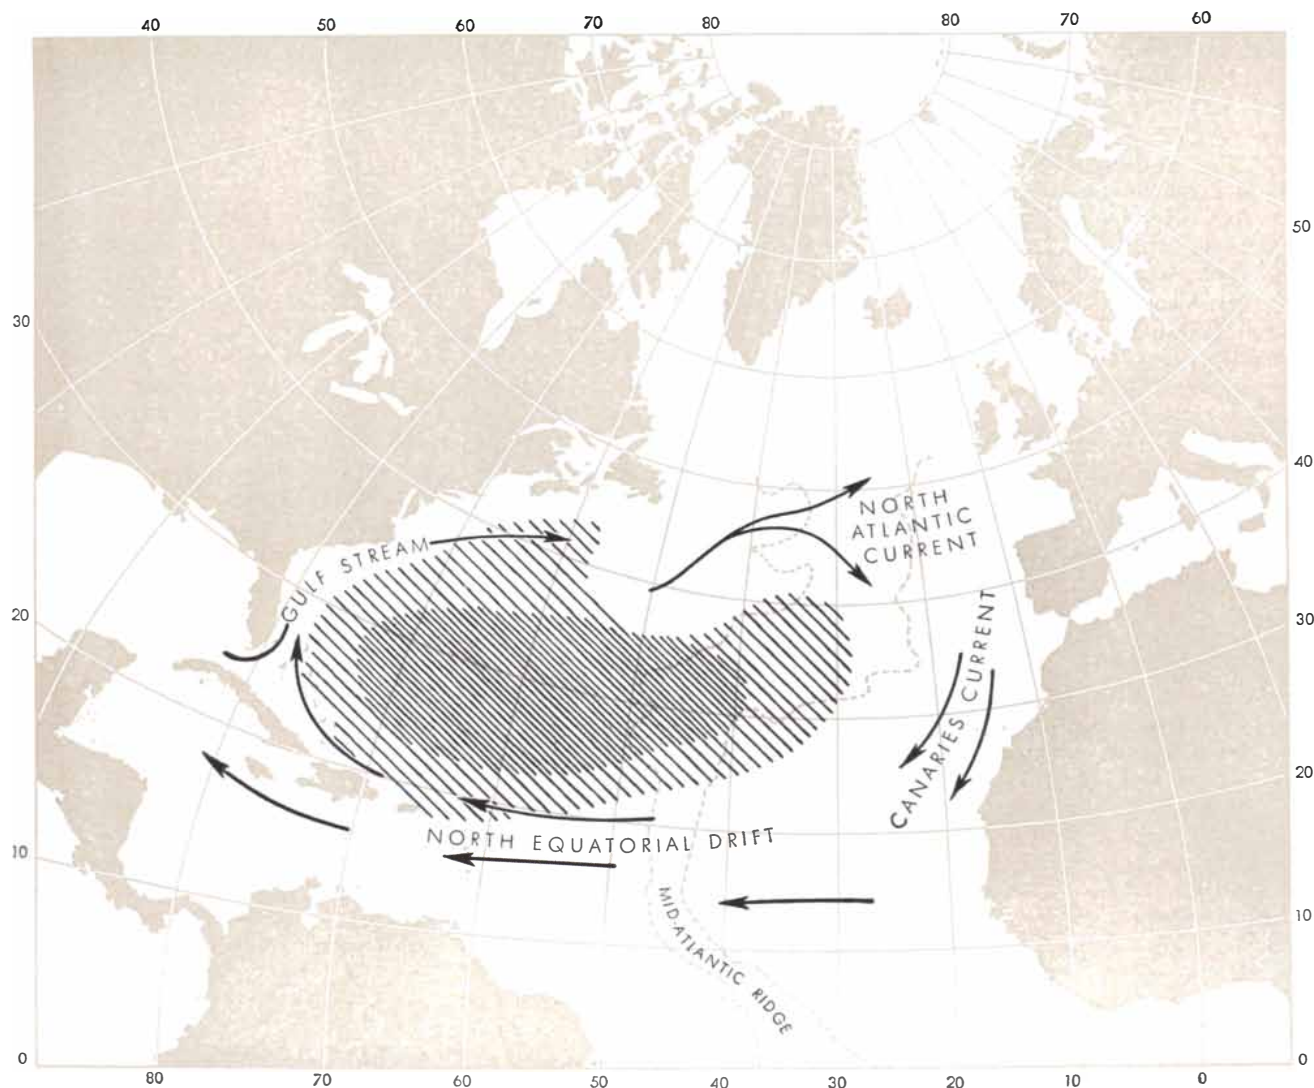 40 50 60 70 80 80 70 60
50
30
40
GULF STREAM
NORTH
ATLANTIC
CURRENT
20
30
CANARIES CURRENT
20
NORTH EQUATORIAL DRIFT
10
MID-ATLANTIC RIDGE
10
0
0
80 70 60 50 40 30 20 10 0